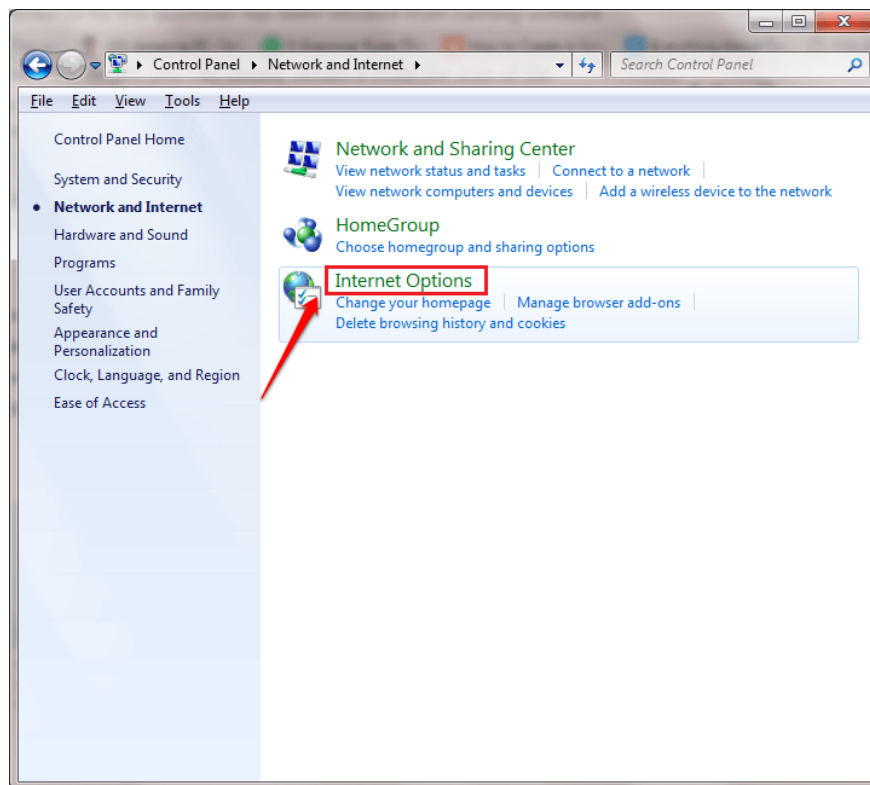 Control Panel Network and Internet Search Control Panel
File Edit View Tools Help
Control Panel Home
System and Security
Network and Internet
Hardware and Sound
Programs
User Accounts and Family
Safety
Appearance and
Personalization
Clock, Language, and Region
Ease of Access
Network and Sharing Center
View network status and tasks Connect to a network
View network computers and devices Add a wireless device to the network
HomeGroup
Choose homegroup and sharing options
Internet Options
Change your homepage Manage browser add-ons
Delete browsing history and cookies